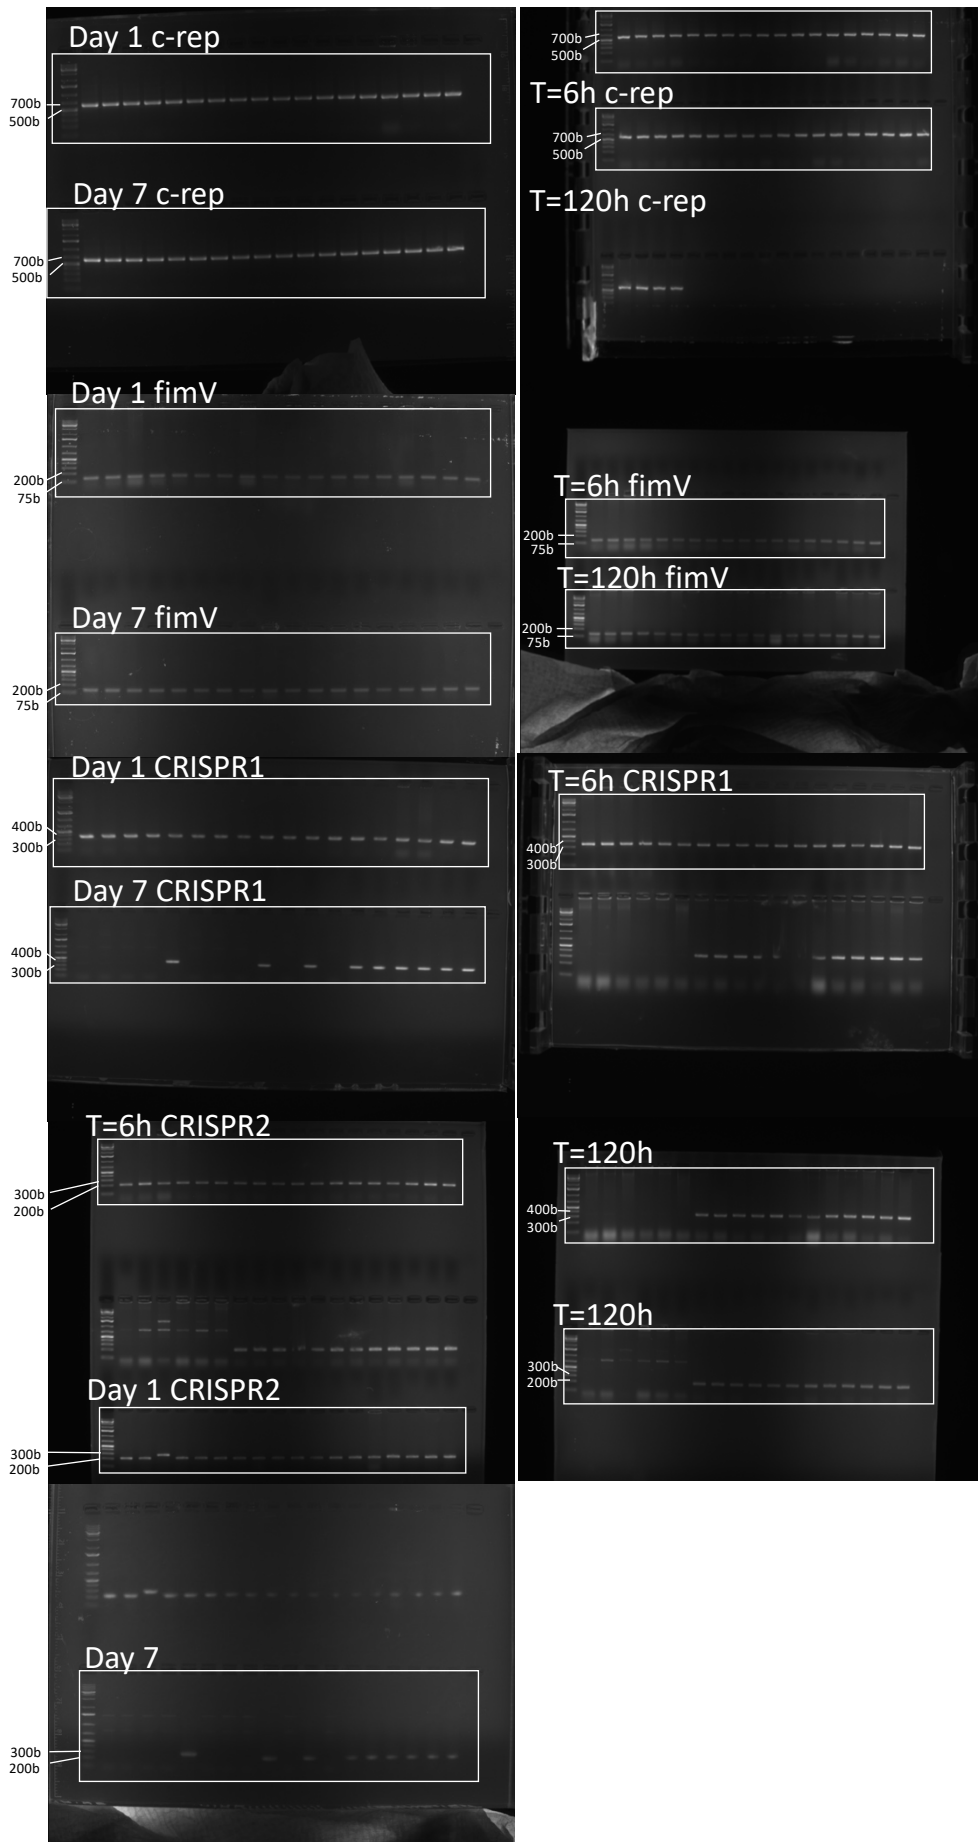 Day 1 c-rep
700b
500b
Day 7 c-rep
700b
500b
700b
500b
T=6h c-rep
700b
500b
T=120h c-rep
Day 1 fimV
200b
75b
Day 7 fimV
200b
75b
T=6h fimV
200b
75b
T=120h fimV
200b
75b
Day 1 CRISPR1
400b
300b
Day 7 CRISPR1
400b
300b
T=6h CRISPR1
400b
300b
T=6h CRISPR2
300b
200b
Day 1 CRISPR2
300b
200b
T=120h
400b
300b
T=120h
300b
200b
Day 7
300b
200b